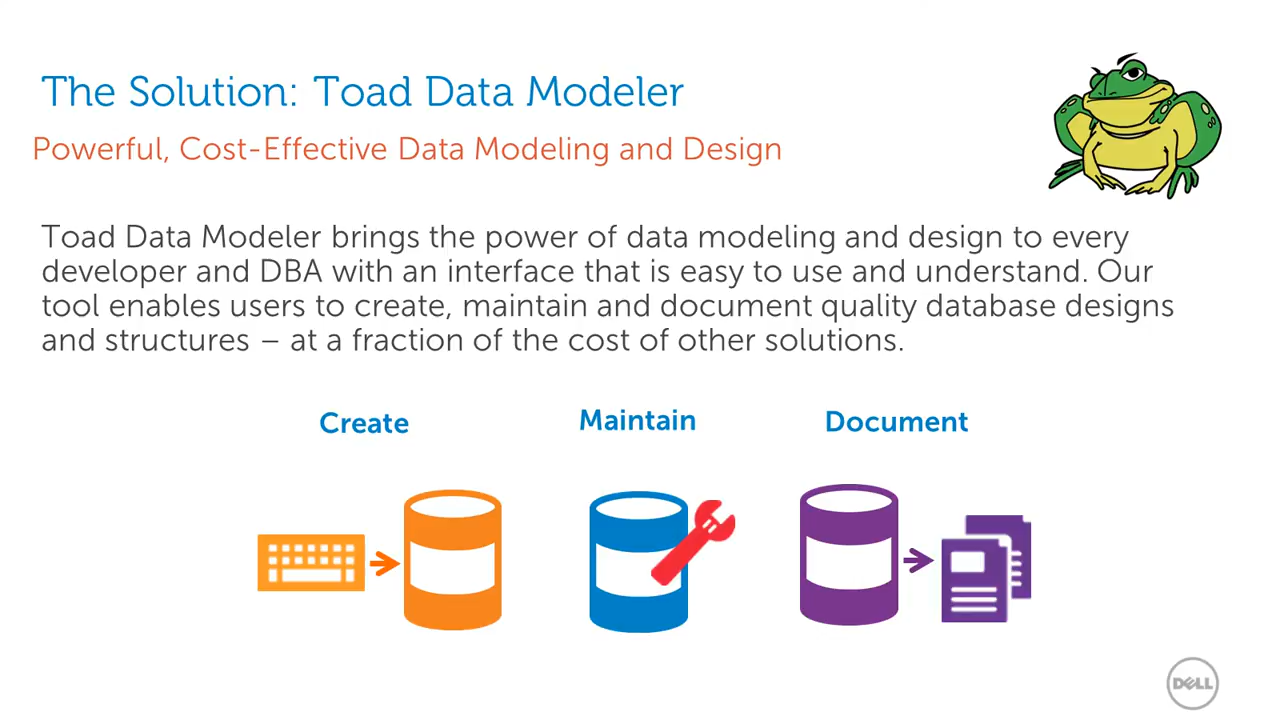 The Solution: Toad Data Modeler
Powerful, Cost-Effective Data Modeling and Design
Toad Data Modeler brings the power of data modeling and design to every
developer and DBA with an interface that is easy to use and understand. Our
tool enables users to create, maintain and document quality database designs
and structures – at a fraction of the cost of other solutions.
Create
Maintain
Document
DELL